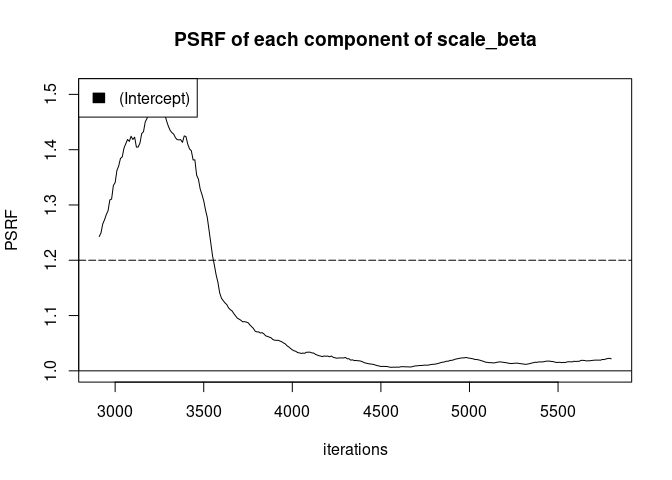 PSRF of each component of scale_beta
(Intercept)
PSRF
1.5
1.4
1.3
1.2
1.1
1.0
3000 3500 4000 4500 5000 5500
iterations